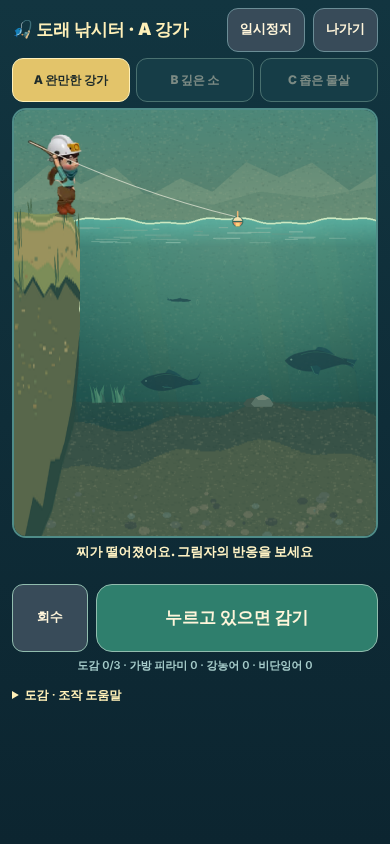 도래 낚시터 · A 강가
일시정지
나가기
A 완만한 강가
B 깊은 소
C 좁은 물살
찌가 떨어졌어요. 그림자의 반응을 보세요
회수
누르고 있으면 감기
도감 0/3 · 가방 피라미 0 · 강농어 0 · 비단잉어 0
▶ 도감 · 조작 도움말